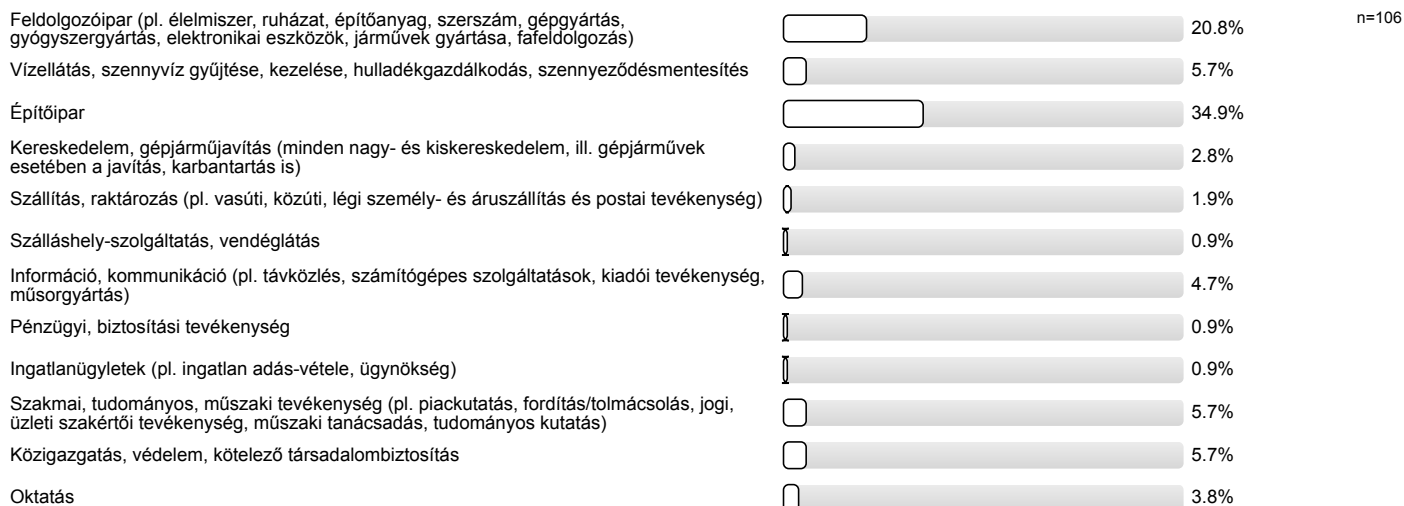 Feldolgozóipar (pl. élelmiszer, ruházat, építőanyag, szerszám, gépgyártás,
gyógyszergyártás, elektronikai eszközök, járművek gyártása, fafeldolgozás)
20.8%
n=106
Vízellátás, szennyvíz gyűjtése, kezelése, hulladékgazdálkodás, szennyeződésmentesítés
5.7%
Építőipar
34.9%
Kereskedelem, gépjárműjavítás (minden nagy- és kiskereskedelem, ill. gépjárművek
esetében a javítás, karbantartás is)
2.8%
Szállítás, raktározás (pl. vasúti, közúti, légi személy- és áruszállítás és postai tevékenység)
1.9%
Szálláshely-szolgáltatás, vendéglátás
0.9%
Információ, kommunikáció (pl. távközlés, számítógépes szolgáltatások, kiadói tevékenység,
műsorgyártás)
4.7%
Pénzügyi, biztosítási tevékenység
0.9%
Ingatlanügyletek (pl. ingatlan adás-vétele, ügynökség)
0.9%
Szakmai, tudományos, műszaki tevékenység (pl. piackutatás, fordítás/tolmácsolás, jogi,
üzleti szakértői tevékenység, műszaki tanácsadás, tudományos kutatás)
5.7%
Közigazgatás, védelem, kötelező társadalombiztosítás
5.7%
Oktatás
3.8%